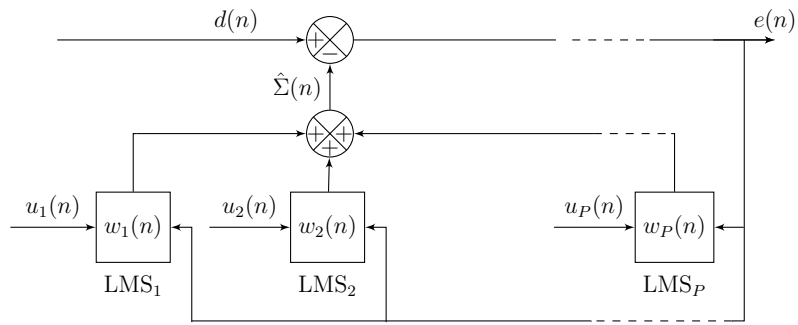 d(n)
e(n)
+
−
Σ̂(n)
+ +
+
u₁(n)
w₁(n)
u₂(n)
w₂(n)
u_P(n)
w_P(n)
LMS₁
LMS₂
LMS_P